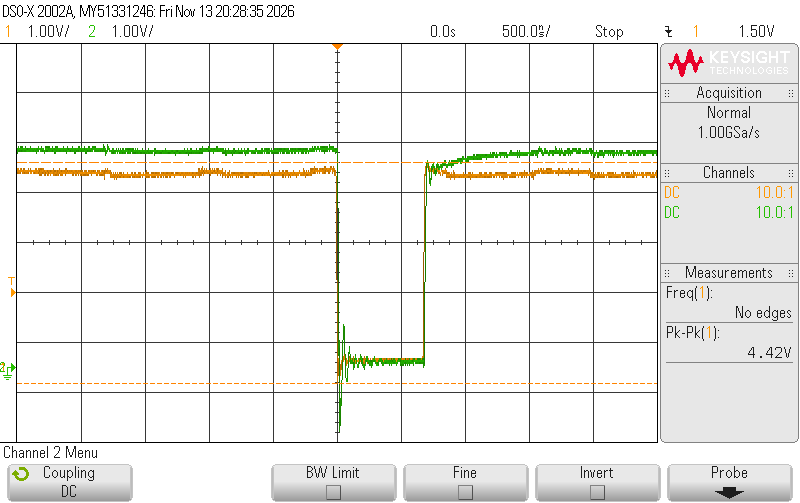 DSO-X 2002A, MY51331246: Fri Nov 13 20:28:35 2026
1 1.00V/ 2 1.00V/ 0.0s 500.0ns/ Stop 1 1.50V
KEYSIGHT
TECHNOLOGIES
Acquisition
Normal
1.00GSa/s
Channels
DC 10.0:1
DC 10.0:1
Measurements
Freq(1):
No edges
Pk-Pk(1):
4.42V
T
2
Channel 2 Menu
Coupling
DC
BW Limit
Fine
Invert
Probe